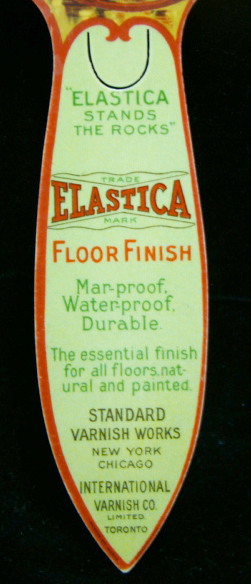 "ELASTICA
STANDS
THE ROCKS"
TRADE
ELASTICA
MARK
FLOOR FINISH
Mar-proof,
Water-proof,
Durable.
The essential finish
for all floors, nat-
ural and painted.
STANDARD
VARNISH WORKS
NEW YORK
CHICAGO
INTERNATIONAL
VARNISH CO.
LIMITED.
TORONTO